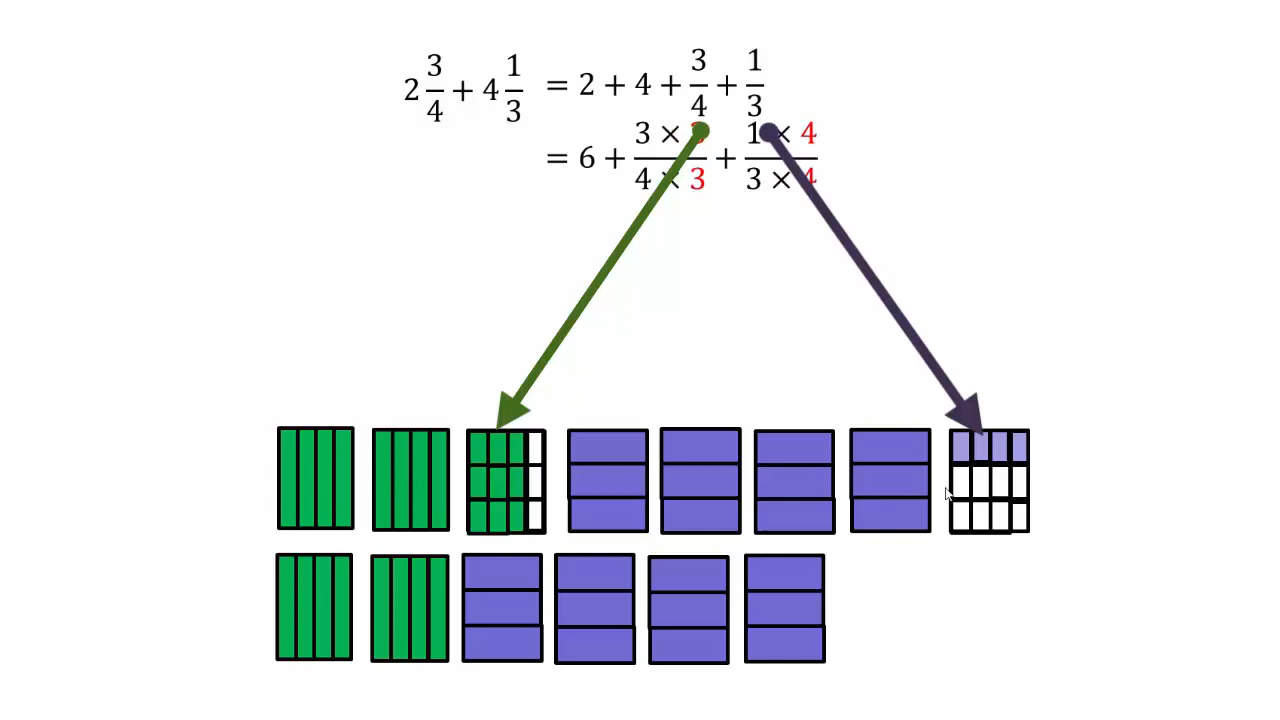 2 3/4 + 4 1/3 = 2 + 4 + 3/4 + 1/3
= 6 + (3 × 3)/(4 × 3) + (1 × 4)/(3 × 4)